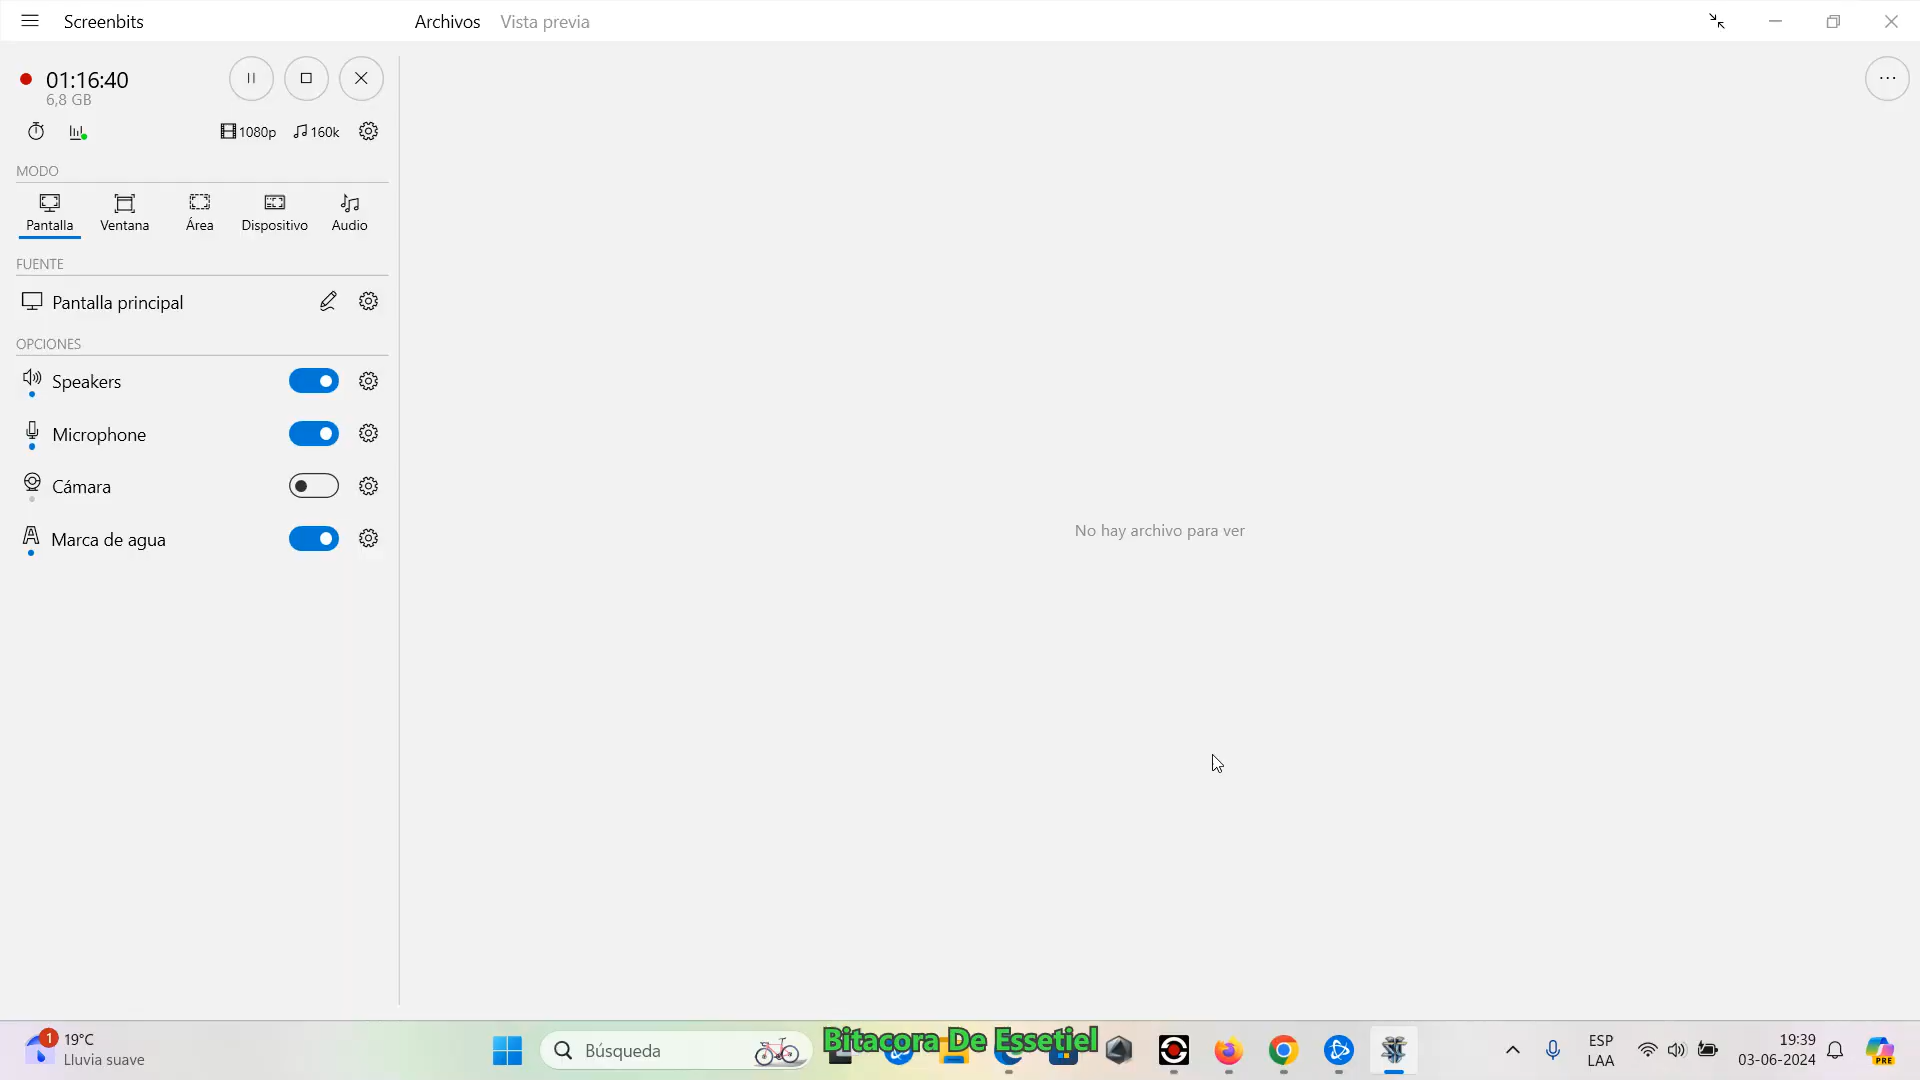 Screenbits
Archivos Vista previa
01:16:40
6,8 GB
1080p 160k
MODO
Pantalla Ventana Área Dispositivo Audio
FUENTE
Pantalla principal
OPCIONES
Speakers
Microphone
Cámara
Marca de agua
No hay archivo para ver
1
19°C
Lluvia suave
Búsqueda
Bitacora De Essetiel
ESP
LAA
19:39
03-06-2024
PRE